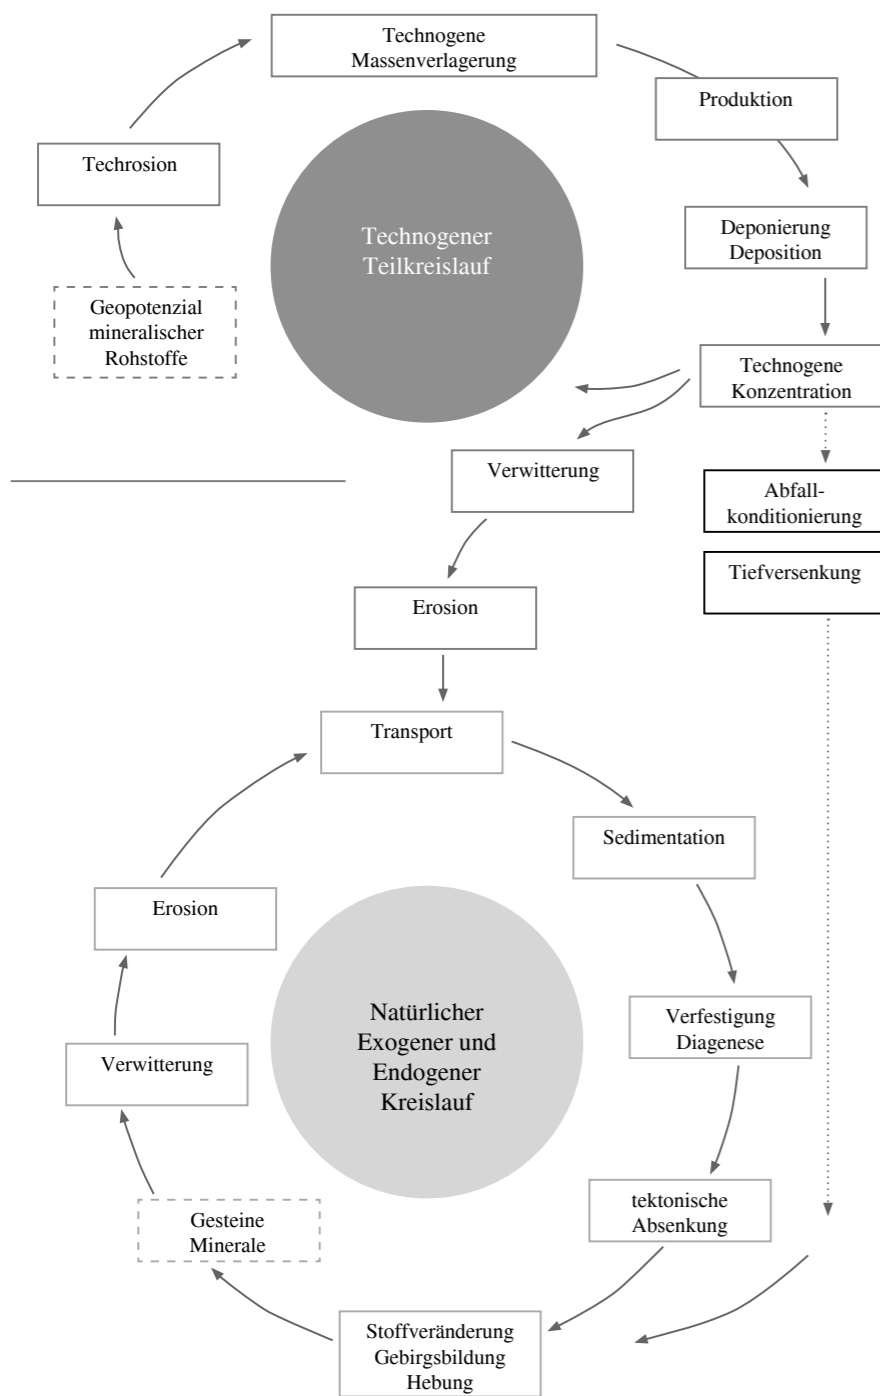 Technogene
Massenverlagerung
Produktion
Techrosion
Technogener
Teilkreislauf
Deponierung
Deposition
Geopotenzial
mineralischer
Rohstoffe
Technogene
Konzentration
Verwitterung
Abfall-
konditionierung
Tiefversenkung
Erosion
Transport
Sedimentation
Erosion
Natürlicher
Exogener und
Endogener
Kreislauf
Verfestigung
Diagenese
Verwitterung
tektonische
Absenkung
Gesteine
Minerale
Stoffveränderung
Gebirgsbildung
Hebung